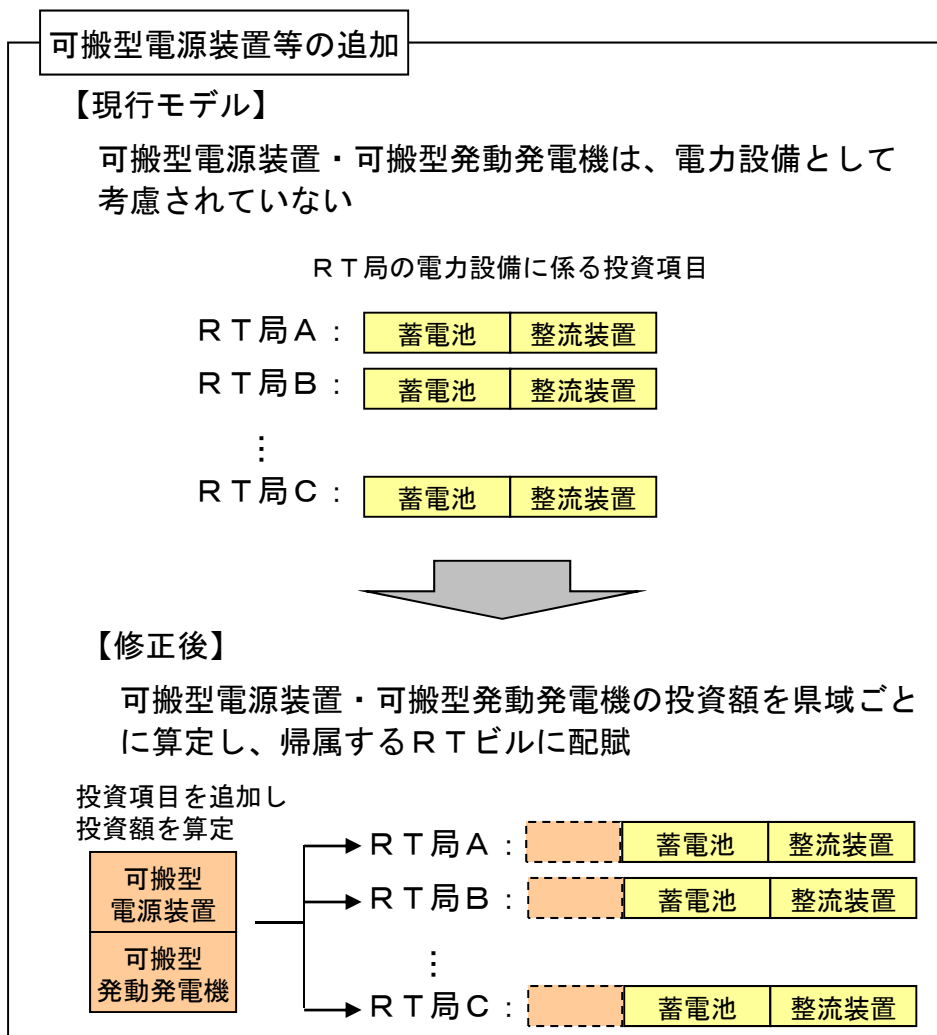 可搬型電源装置等の追加
【現行モデル】
可搬型電源装置・可搬型発動発電機は、電力設備として
考慮されていない
ＲＴ局の電力設備に係る投資項目
ＲＴ局Ａ： 蓄電池 整流装置
ＲＴ局Ｂ： 蓄電池 整流装置
⋮
ＲＴ局Ｃ： 蓄電池 整流装置
【修正後】
可搬型電源装置・可搬型発動発電機の投資額を県域ごと
に算定し、帰属するＲＴビルに配賦
投資項目を追加し
投資額を算定
可搬型
電源装置
可搬型
発動発電機
ＲＴ局Ａ： 蓄電池 整流装置
ＲＴ局Ｂ： 蓄電池 整流装置
⋮
ＲＴ局Ｃ： 蓄電池 整流装置